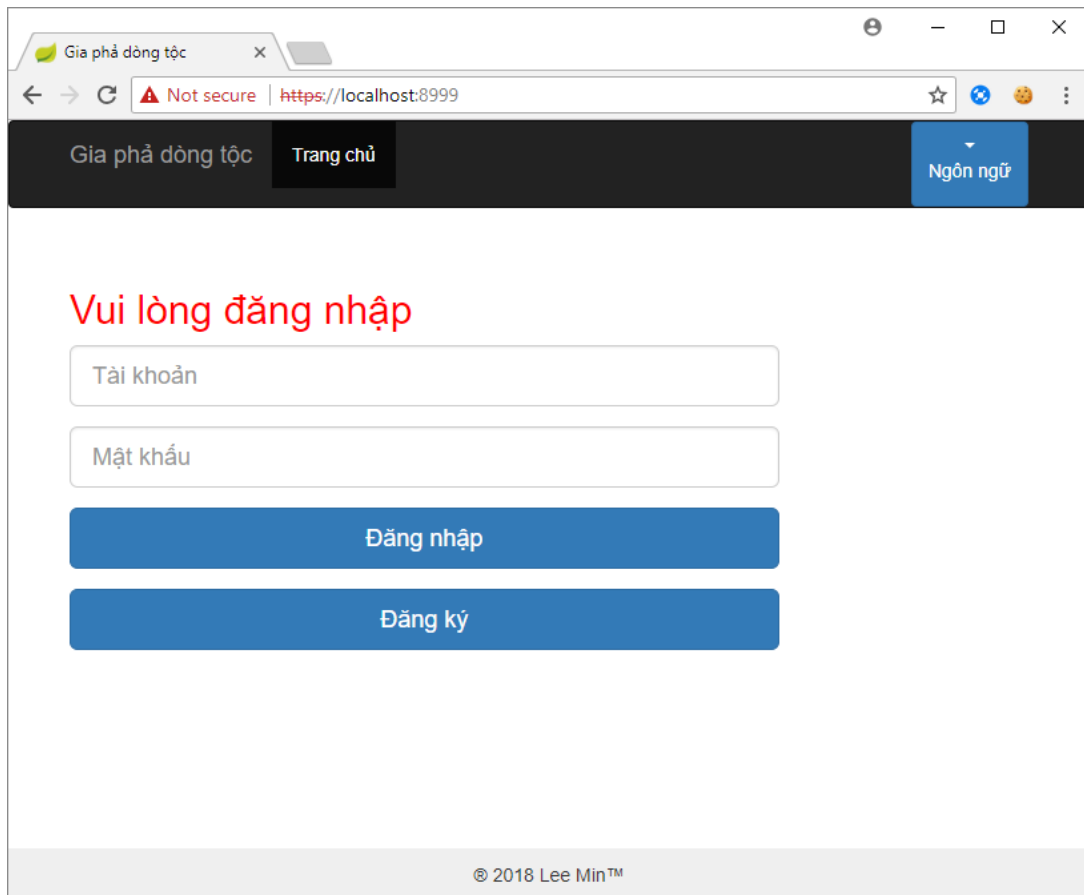 Gia phả dòng tộc
Not secure | https://localhost:8999
Gia phả dòng tộc Trang chủ Ngôn ngữ
Vui lòng đăng nhập
Tài khoản
Mật khẩu
Đăng nhập
Đăng ký
® 2018 Lee Min™